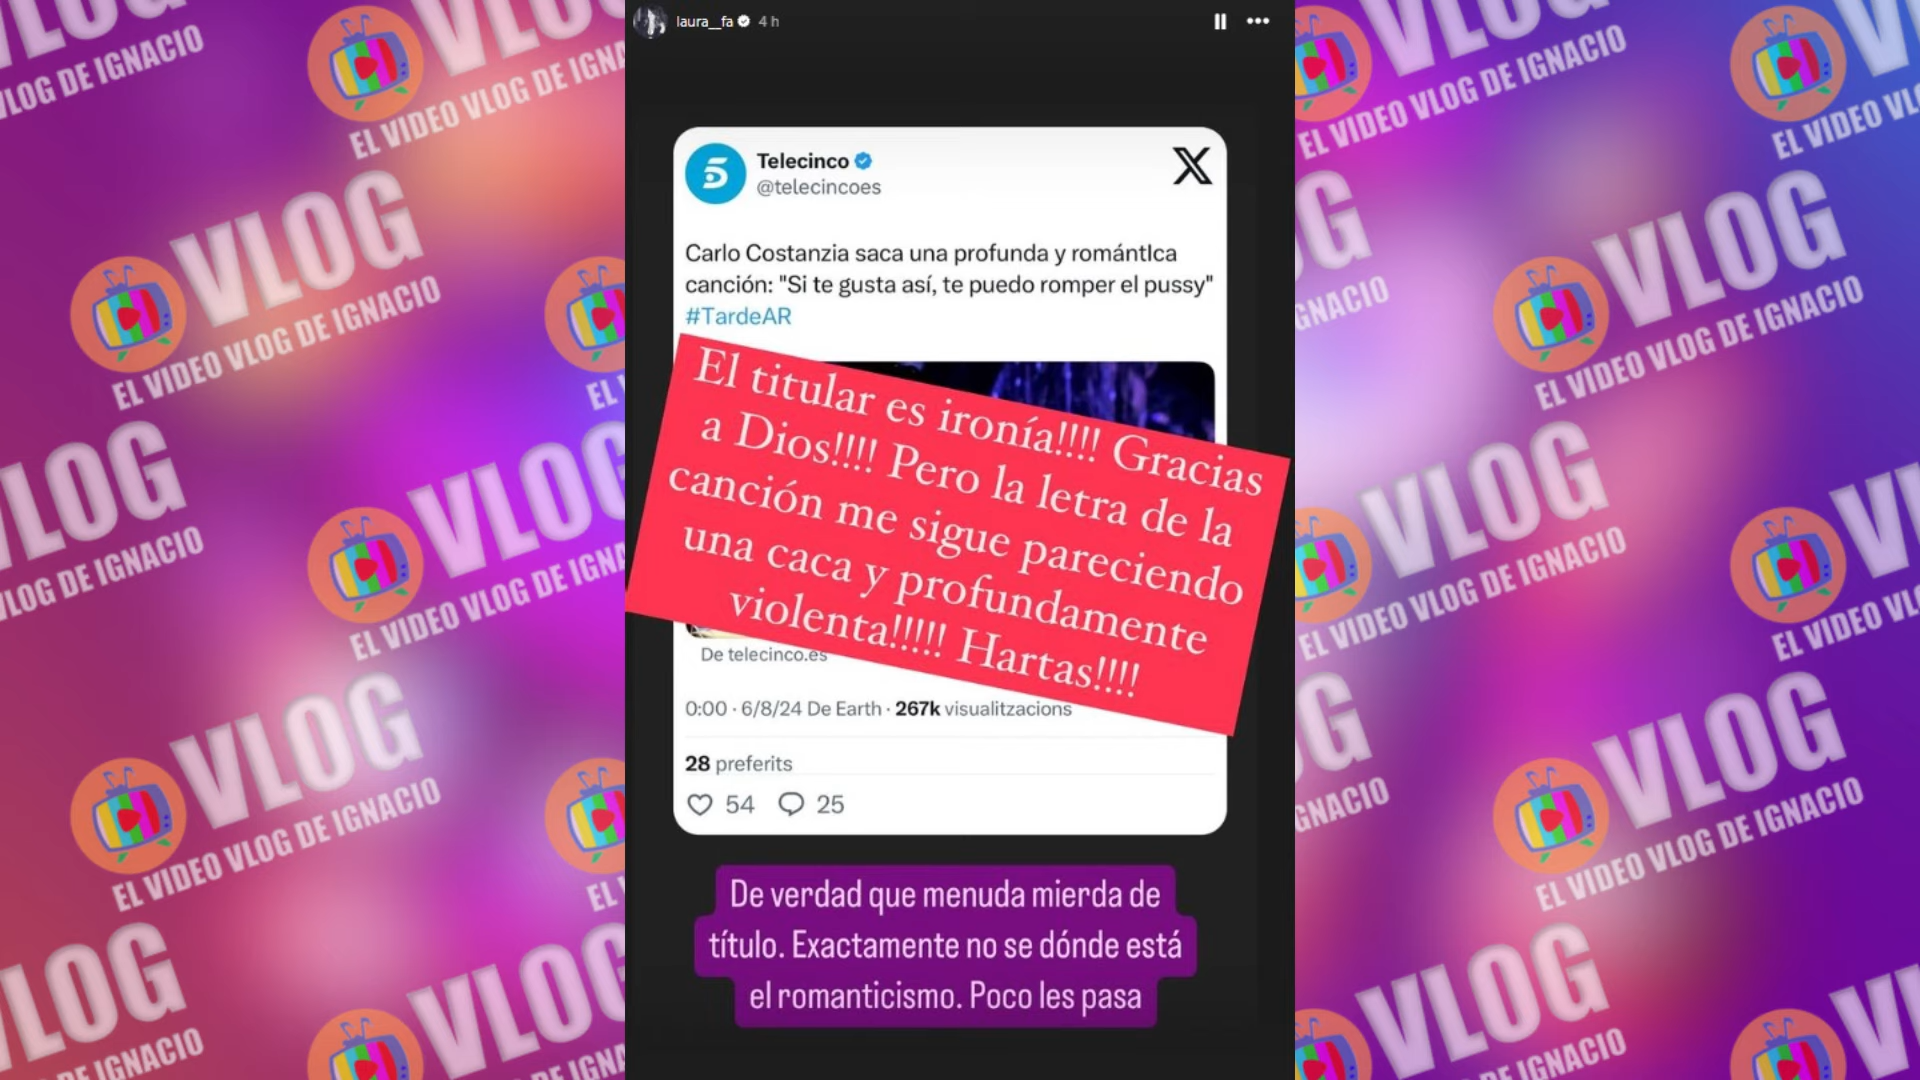 laura__fa 4 h
Telecinco
@telecincoes
Carlo Costanzia saca una profunda y romántIca
canción: "Si te gusta así, te puedo romper el pussy"
#TardeAR
El titular es ironía!!!! Gracias
a Dios!!!! Pero la letra de la
canción me sigue pareciendo
una caca y profundamente
violenta!!!!! Hartas!!!!
De telecinco.es
0:00 · 6/8/24 De Earth · 267k visualitzacions
28 preferits
54 25
De verdad que menuda mierda de
título. Exactamente no se dónde está
el romanticismo. Poco les pasa
VLOG
EL VIDEO VLOG DE IGNACIO